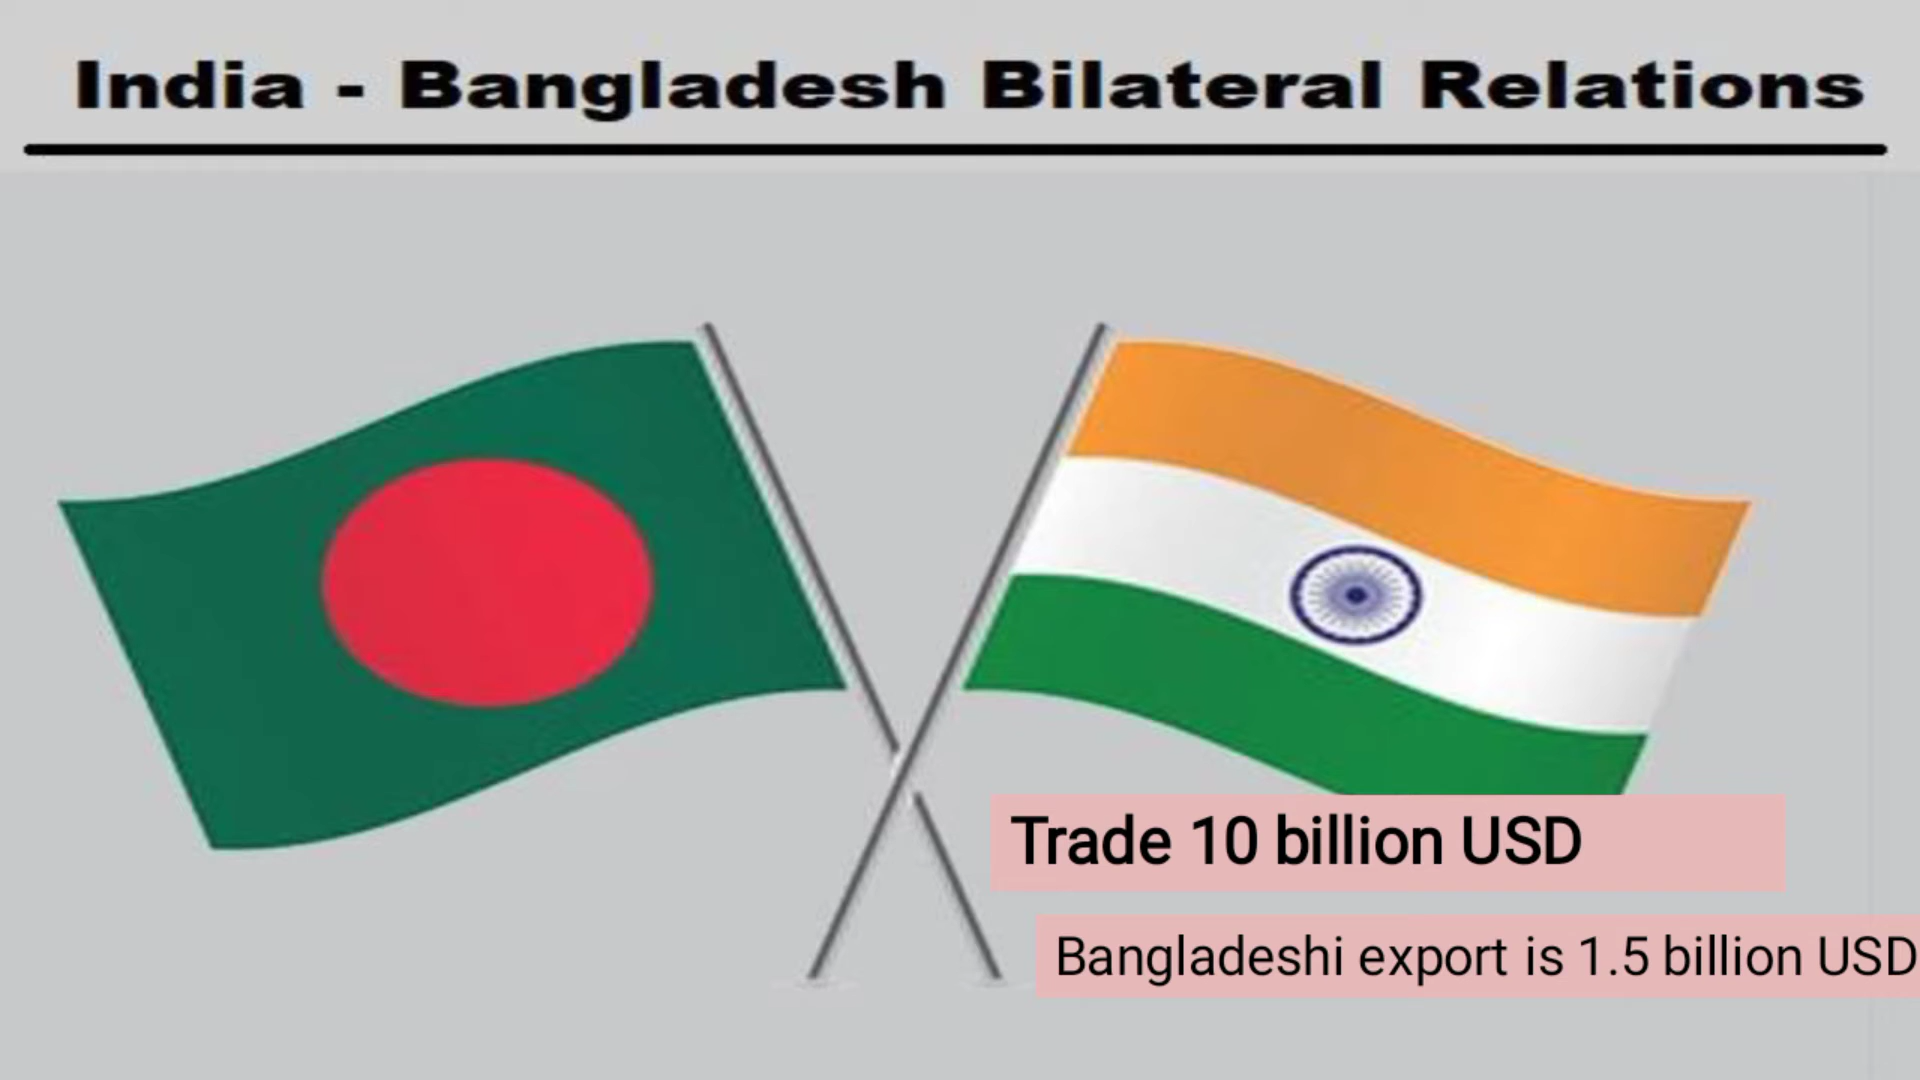 India - Bangladesh Bilateral Relations
Trade 10 billion USD
Bangladeshi export is 1.5 billion USD